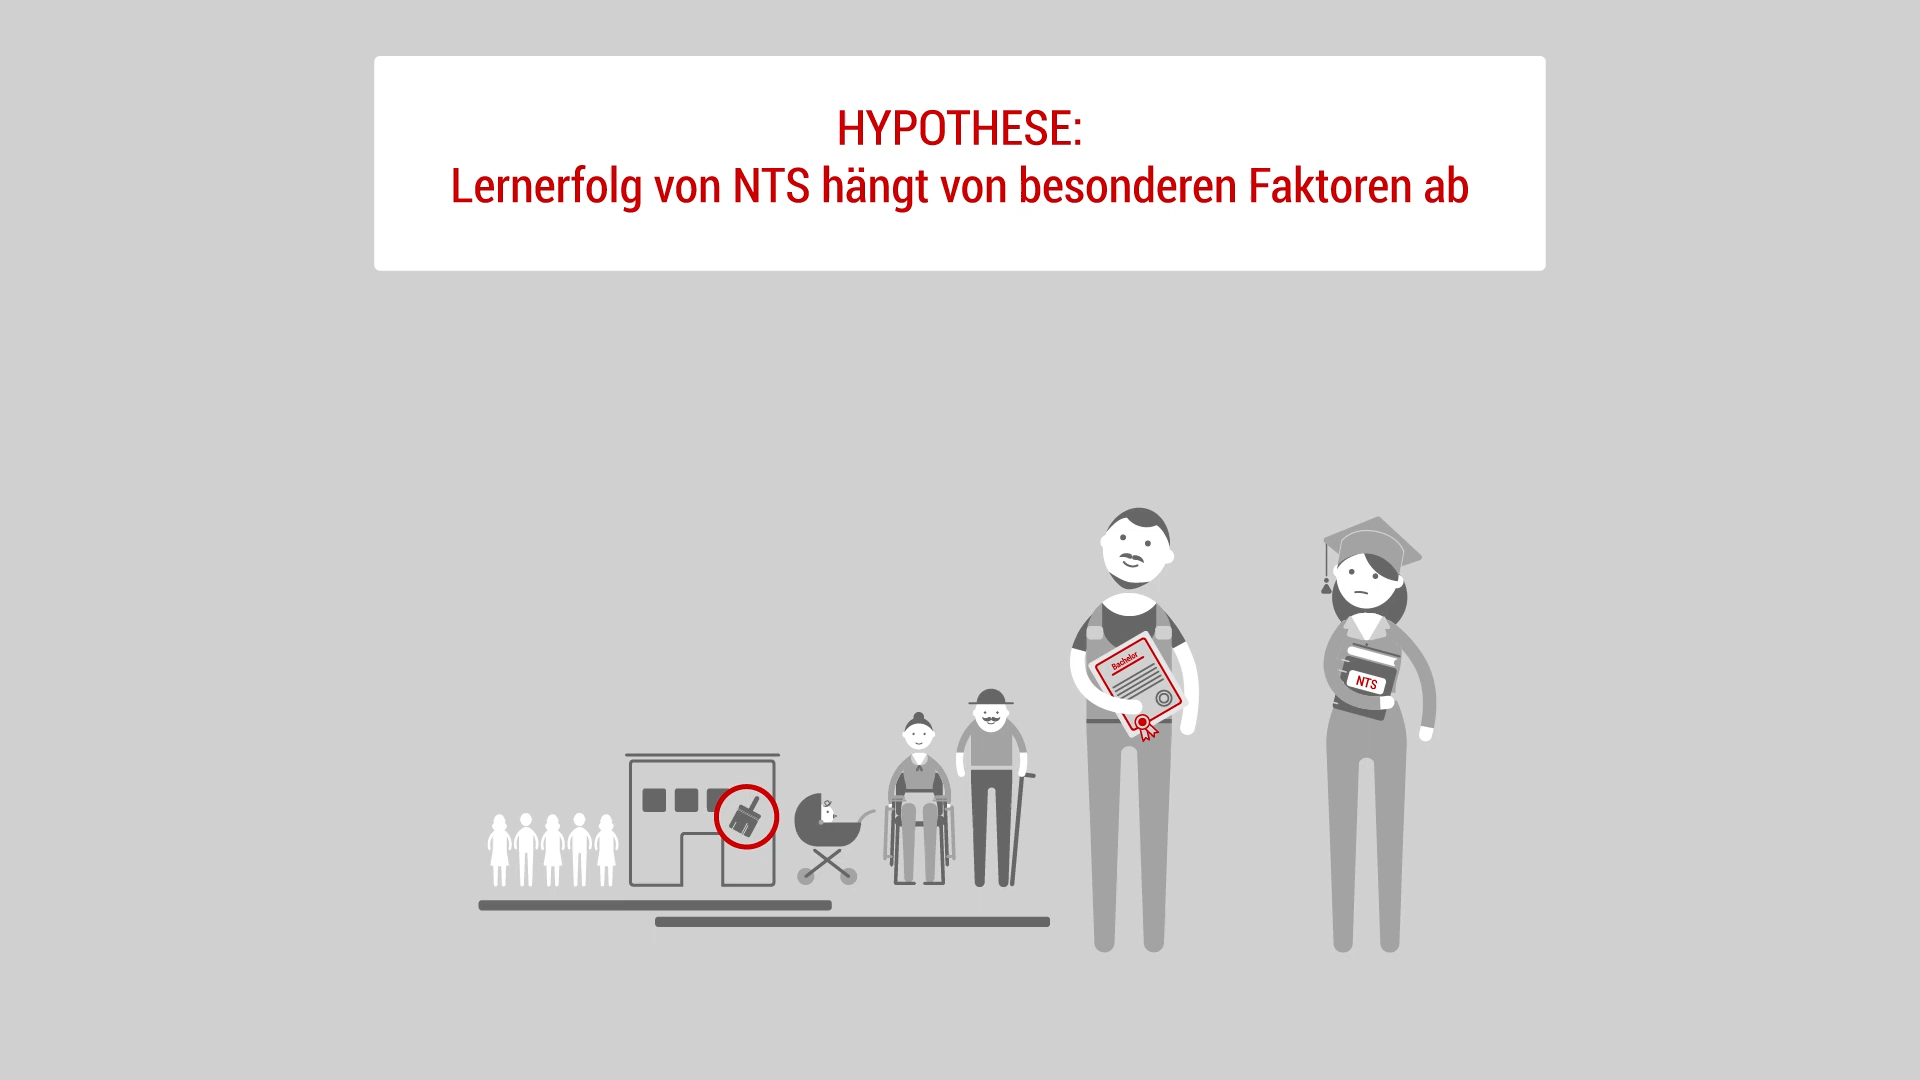 HYPOTHESE:
Lernerfolg von NTS hängt von besonderen Faktoren ab
Bachelor
NTS